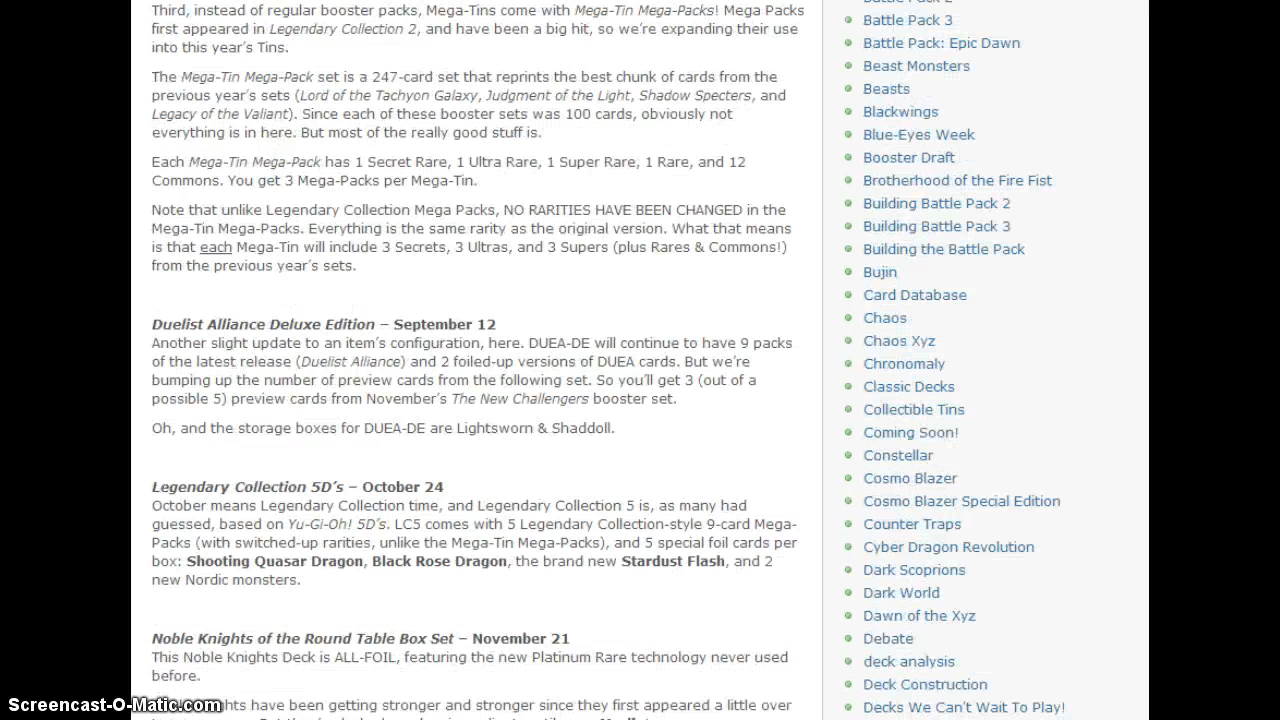 Third, instead of regular booster packs, Mega-Tins come with Mega-Tin Mega-Packs! Mega Packs
first appeared in Legendary Collection 2, and have been a big hit, so we're expanding their use
into this year's Tins.
The Mega-Tin Mega-Pack set is a 247-card set that reprints the best chunk of cards from the
previous year's sets (Lord of the Tachyon Galaxy, Judgment of the Light, Shadow Specters, and
Legacy of the Valiant). Since each of these booster sets was 100 cards, obviously not
everything is in here. But most of the really good stuff is.
Each Mega-Tin Mega-Pack has 1 Secret Rare, 1 Ultra Rare, 1 Super Rare, 1 Rare, and 12
Commons. You get 3 Mega-Packs per Mega-Tin.
Note that unlike Legendary Collection Mega Packs, NO RARITIES HAVE BEEN CHANGED in the
Mega-Tin Mega-Packs. Everything is the same rarity as the original version. What that means
is that each Mega-Tin will include 3 Secrets, 3 Ultras, and 3 Supers (plus Rares & Commons!)
from the previous year's sets.
Duelist Alliance Deluxe Edition – September 12
Another slight update to an item's configuration, here. DUEA-DE will continue to have 9 packs
of the latest release (Duelist Alliance) and 2 foiled-up versions of DUEA cards. But we're
bumping up the number of preview cards from the following set. So you'll get 3 (out of a
possible 5) preview cards from November's The New Challengers booster set.
Oh, and the storage boxes for DUEA-DE are Lightsworn & Shaddoll.
Legendary Collection 5D's – October 24
October means Legendary Collection time, and Legendary Collection 5 is, as many had
guessed, based on Yu-Gi-Oh! 5D's. LC5 comes with 5 Legendary Collection-style 9-card Mega-
Packs (with switched-up rarities, unlike the Mega-Tin Mega-Packs), and 5 special foil cards per
box: Shooting Quasar Dragon, Black Rose Dragon, the brand new Stardust Flash, and 2
new Nordic monsters.
Noble Knights of the Round Table Box Set – November 21
This Noble Knights Deck is ALL-FOIL, featuring the new Platinum Rare technology never used
before.
have been getting stronger and stronger since they first appeared a little over
Battle Pack 3
Battle Pack: Epic Dawn
Beast Monsters
Beasts
Blackwings
Blue-Eyes Week
Booster Draft
Brotherhood of the Fire Fist
Building Battle Pack 2
Building Battle Pack 3
Building the Battle Pack
Bujin
Card Database
Chaos
Chaos Xyz
Chronomaly
Classic Decks
Collectible Tins
Coming Soon!
Constellar
Cosmo Blazer
Cosmo Blazer Special Edition
Counter Traps
Cyber Dragon Revolution
Dark Scoprions
Dark World
Dawn of the Xyz
Debate
deck analysis
Deck Construction
Decks We Can't Wait To Play!
Screencast-O-Matic.com